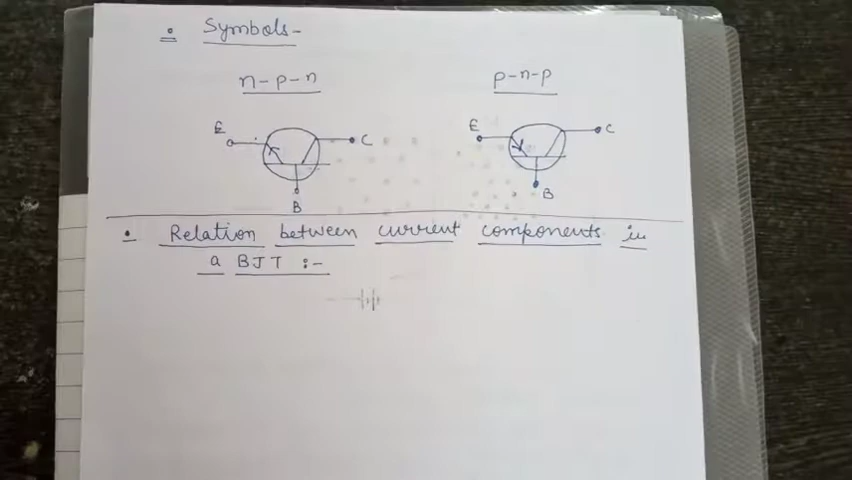 • Symbols-
n-p-n p-n-p
E C E C
B B
• Relation between current components in
a BJT :-